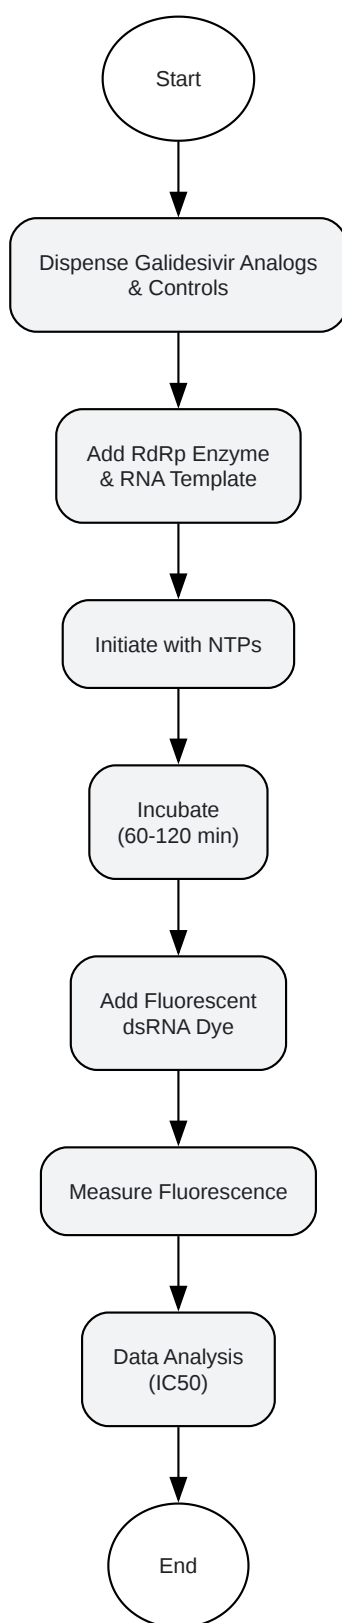 Start
Dispense Galidesivir Analogs
& Controls
Add RdRp Enzyme
& RNA Template
Initiate with NTPs
Incubate
(60-120 min)
Add Fluorescent
dsRNA Dye
Measure Fluorescence
Data Analysis
(IC50)
End